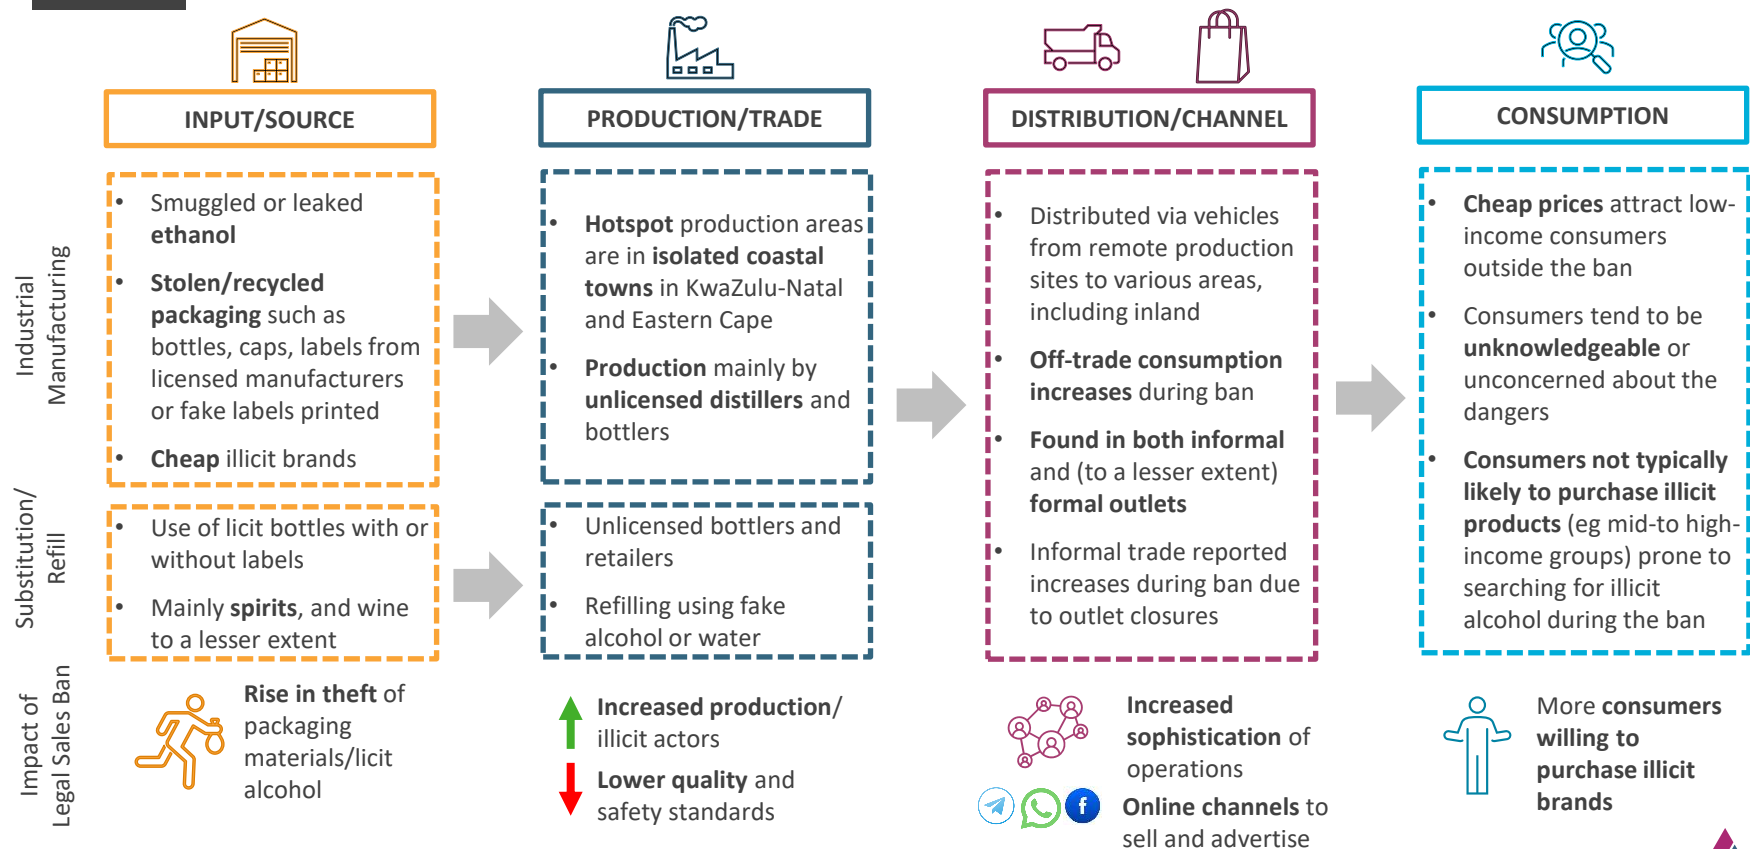 INPUT/SOURCE
PRODUCTION/TRADE
DISTRIBUTION/CHANNEL
CONSUMPTION
Industrial
Manufacturing
• Smuggled or leaked
ethanol
• Stolen/recycled
packaging such as
bottles, caps, labels from
licensed manufacturers
or fake labels printed
• Cheap illicit brands
• Hotspot production areas
are in isolated coastal
towns in KwaZulu-Natal
and Eastern Cape
• Production mainly by
unlicensed distillers and
bottlers
• Distributed via vehicles
from remote production
sites to various areas,
including inland
• Off-trade consumption
increases during ban
• Found in both informal
and (to a lesser extent)
formal outlets
• Informal trade reported
increases during ban due
to outlet closures
• Cheap prices attract low-
income consumers
outside the ban
• Consumers tend to be
unknowledgeable or
unconcerned about the
dangers
• Consumers not typically
likely to purchase illicit
products (eg mid-to high-
income groups) prone to
searching for illicit
alcohol during the ban
Substitution/
Refill
• Use of licit bottles with or
without labels
• Mainly spirits, and wine
to a lesser extent
• Unlicensed bottlers and
retailers
• Refilling using fake
alcohol or water
Impact of
Legal Sales Ban
Rise in theft of
packaging
materials/licit
alcohol
Increased production/
illicit actors
Lower quality and
safety standards
Increased
sophistication of
operations
Online channels to
sell and advertise
More consumers
willing to
purchase illicit
brands